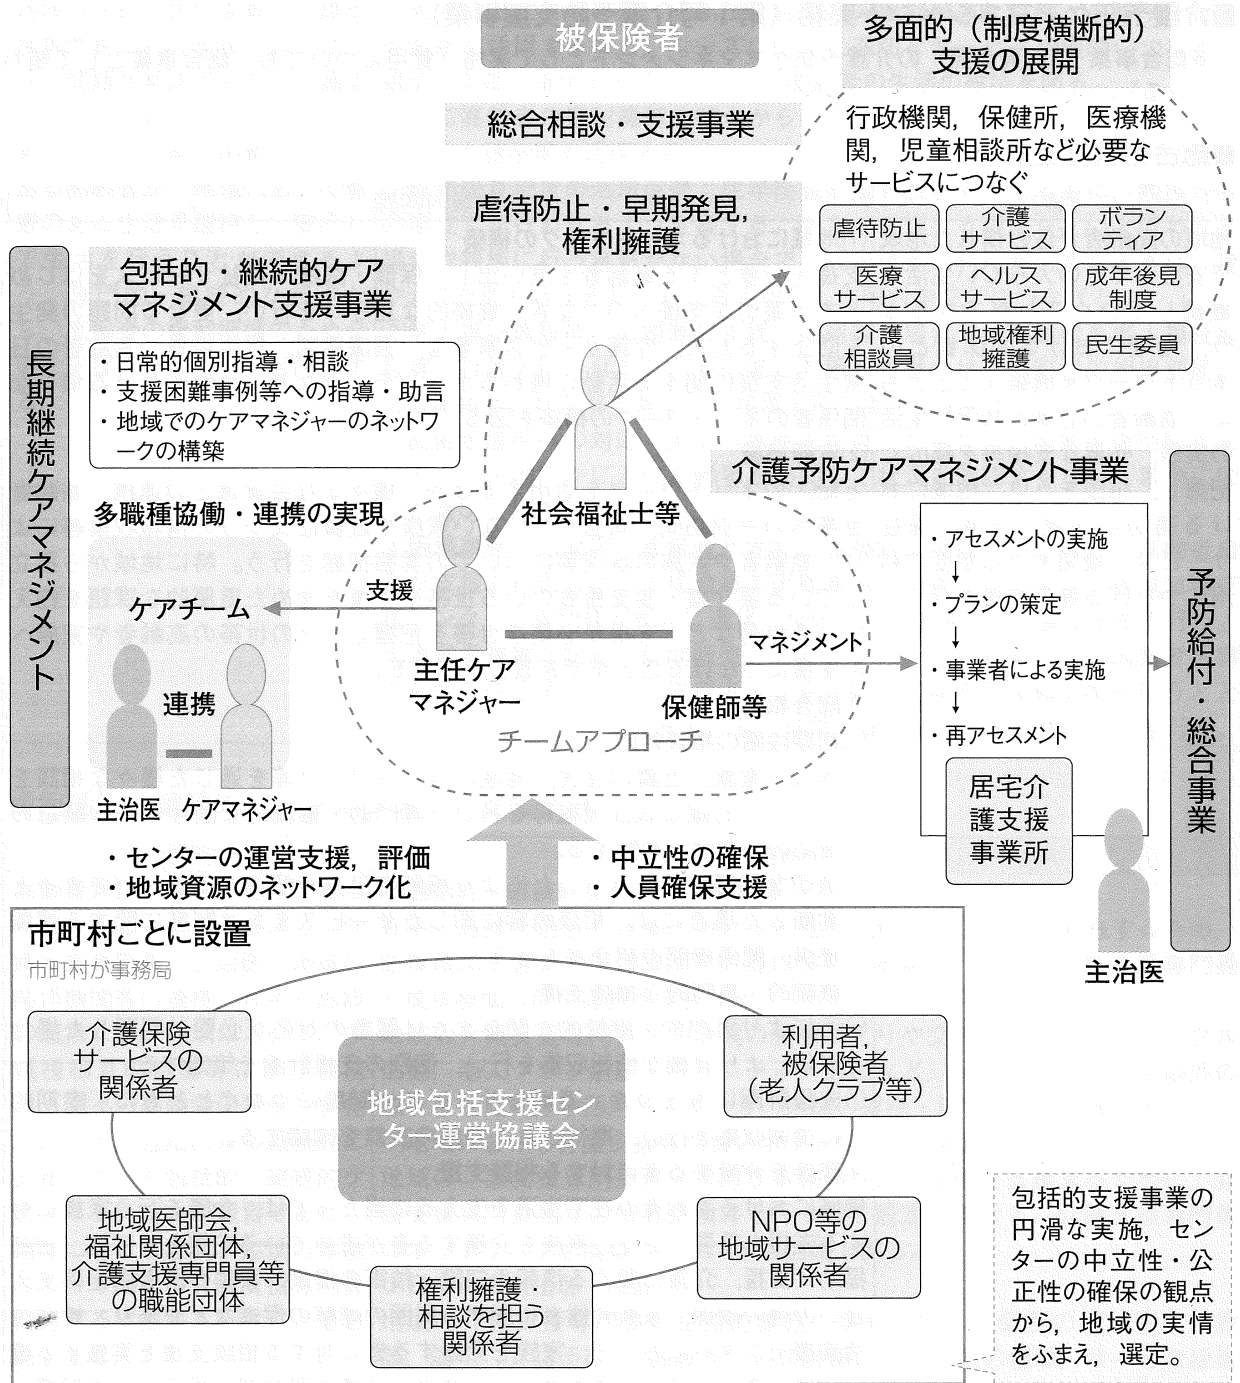 被保険者
多面的（制度横断的）
支援の展開
総合相談・支援事業
行政機関，保健所，医療機
関，児童相談所など必要な
サービスにつなぐ
虐待防止・早期発見，
権利擁護
虐待防止
介護
サービス
ボラン
ティア
医療
サービス
ヘルス
サービス
成年後見
制度
介護
相談員
地域権利
擁護
民生委員
長期継続ケアマネジメント
包括的・継続的ケア
マネジメント支援事業
・日常的個別指導・相談
・支援困難事例等への指導・助言
・地域でのケアマネジャーのネットワ
ークの構築
多職種協働・連携の実現
ケアチーム
連携
主治医
ケアマネジャー
支援
社会福祉士等
主任ケア
マネジャー
保健師等
チームアプローチ
マネジメント
介護予防ケアマネジメント事業
・アセスメントの実施
・プランの策定
・事業者による実施
・再アセスメント
居宅介
護支援
事業所
予防給付・総合事業
主治医
・センターの運営支援，評価
・地域資源のネットワーク化
・中立性の確保
・人員確保支援
市町村ごとに設置
市町村が事務局
介護保険
サービスの
関係者
利用者，
被保険者
（老人クラブ等）
地域包括支援セン
ター運営協議会
地域医師会，
福祉関係団体，
介護支援専門員等
の職能団体
権利擁護・
相談を担う
関係者
NPO等の
地域サービスの
関係者
包括的支援事業の
円滑な実施，セン
ターの中立性・公
正性の確保の観点
から，地域の実情
をふまえ，選定。